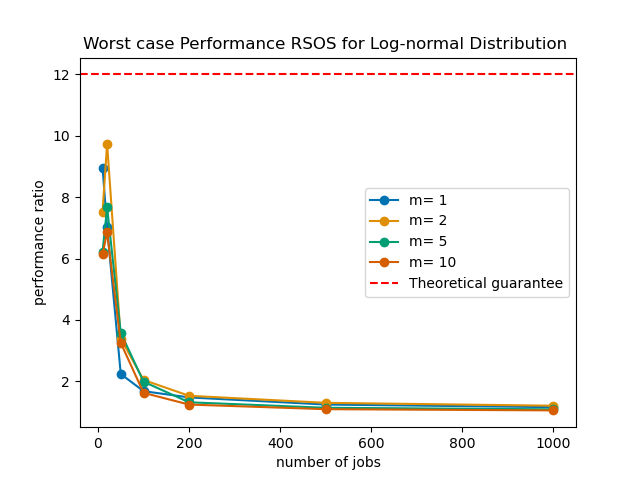 Worst case Performance RSOS for Log-normal Distribution
12
10
8
6
4
2
performance ratio
m= 1
m= 2
m= 5
m= 10
Theoretical guarantee
0 200 400 600 800 1000
number of jobs